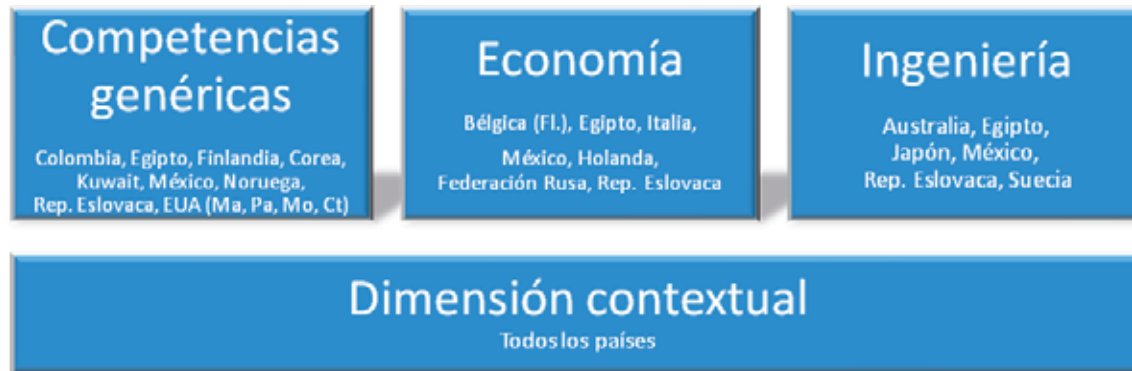 Competencias
genéricas
Colombia, Egipto, Finlandia, Corea,
Kuwait, México, Noruega,
Rep. Eslovaca, EUA (Ma, Pa, Mo, Ct)
Economía
Bélgica (Fl.), Egipto, Italia,
México, Holanda,
Federación Rusa, Rep. Eslovaca
Ingeniería
Australia, Egipto,
Japón, México,
Rep. Eslovaca, Suecia
Dimensión contextual
Todos los países